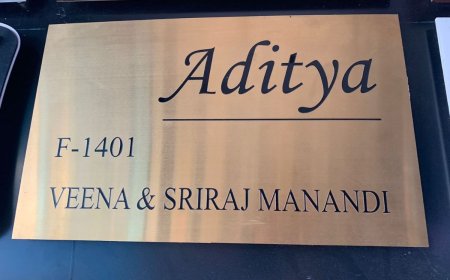 Aditya
F-1401
VEENA & SRIRAJ MANANDI